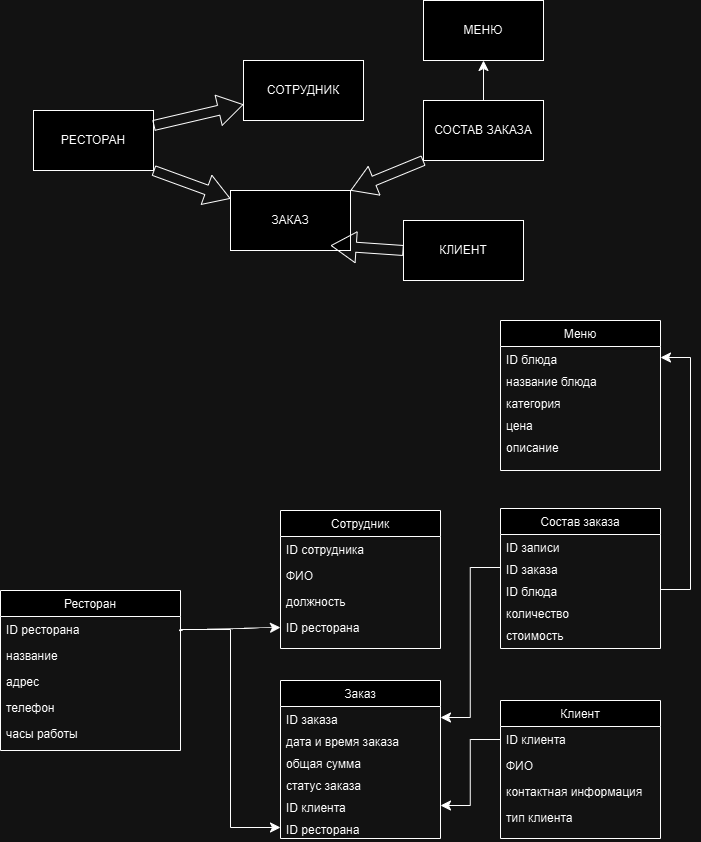 МЕНЮ
СОТРУДНИК
СОСТАВ ЗАКАЗА
РЕСТОРАН
ЗАКАЗ
КЛИЕНТ
Меню
ID блюда
название блюда
категория
цена
описание
Сотрудник
ID сотрудника
ФИО
должность
ID ресторана
Состав заказа
ID записи
ID заказа
ID блюда
количество
стоимость
Ресторан
ID ресторана
название
адрес
телефон
часы работы
Заказ
ID заказа
дата и время заказа
общая сумма
статус заказа
ID клиента
ID ресторана
Клиент
ID клиента
ФИО
контактная информация
тип клиента